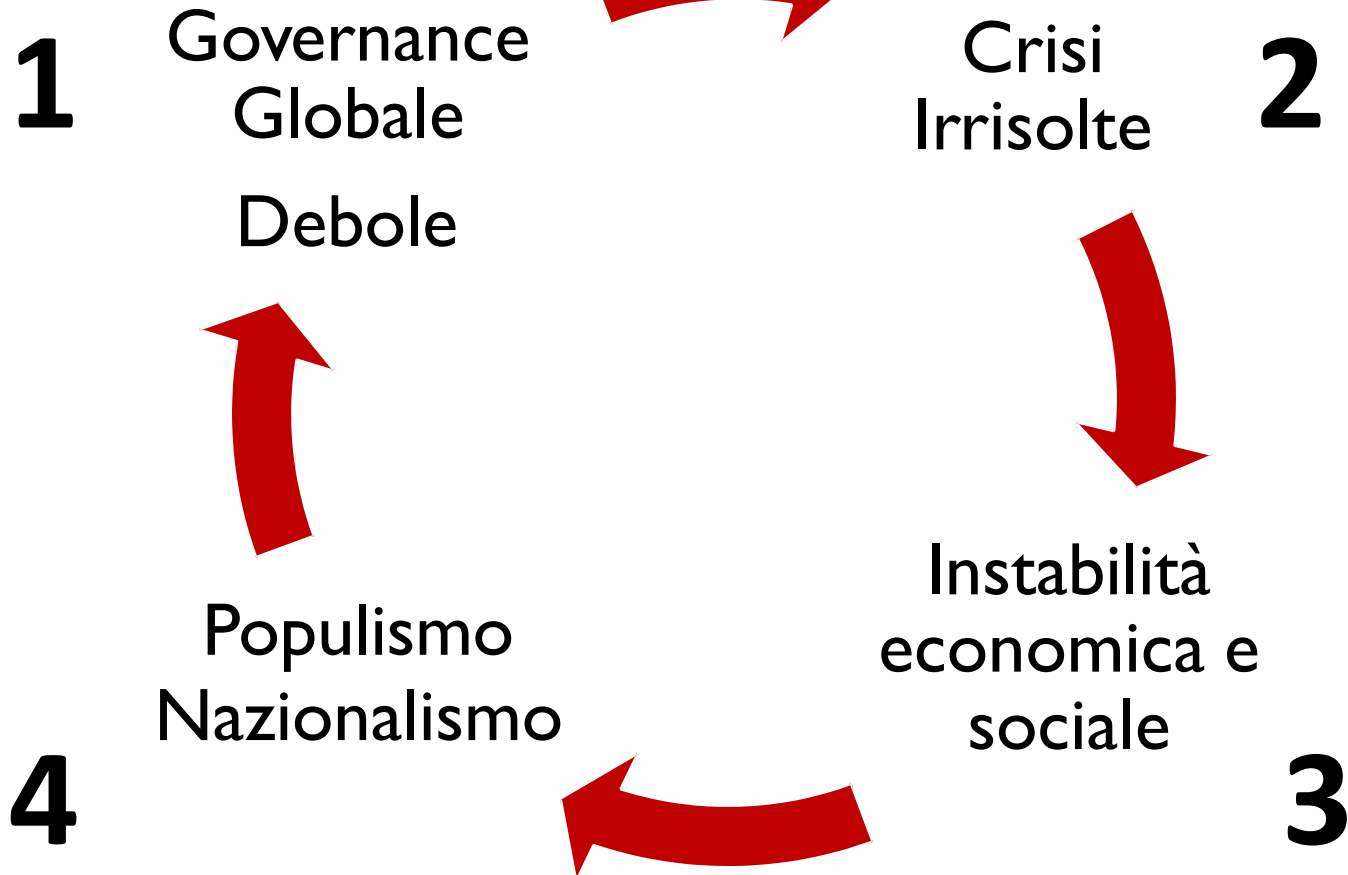 1
Governance
Globale
Debole
Crisi
Irrisolte
2
Instabilità
economica e
sociale
3
Populismo
Nazionalismo
4